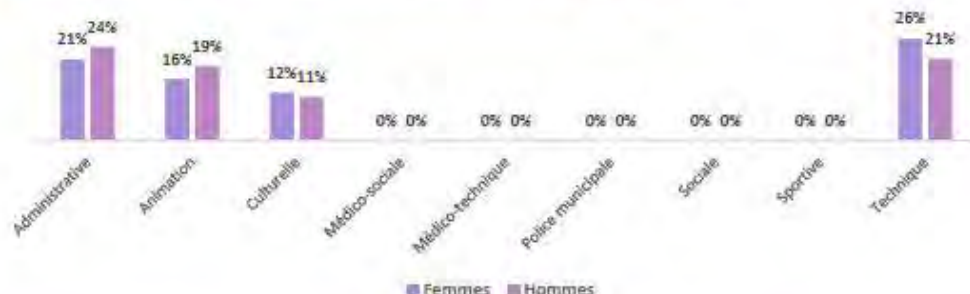 21% 24%
16% 19%
12% 11%
0% 0%
0% 0%
0% 0%
0% 0%
0% 0%
26% 21%
Administrative
Animation
Culturelle
Médico-sociale
Médico-technique
Police municipale
Sociale
Sportive
Technique
Femmes Hommes